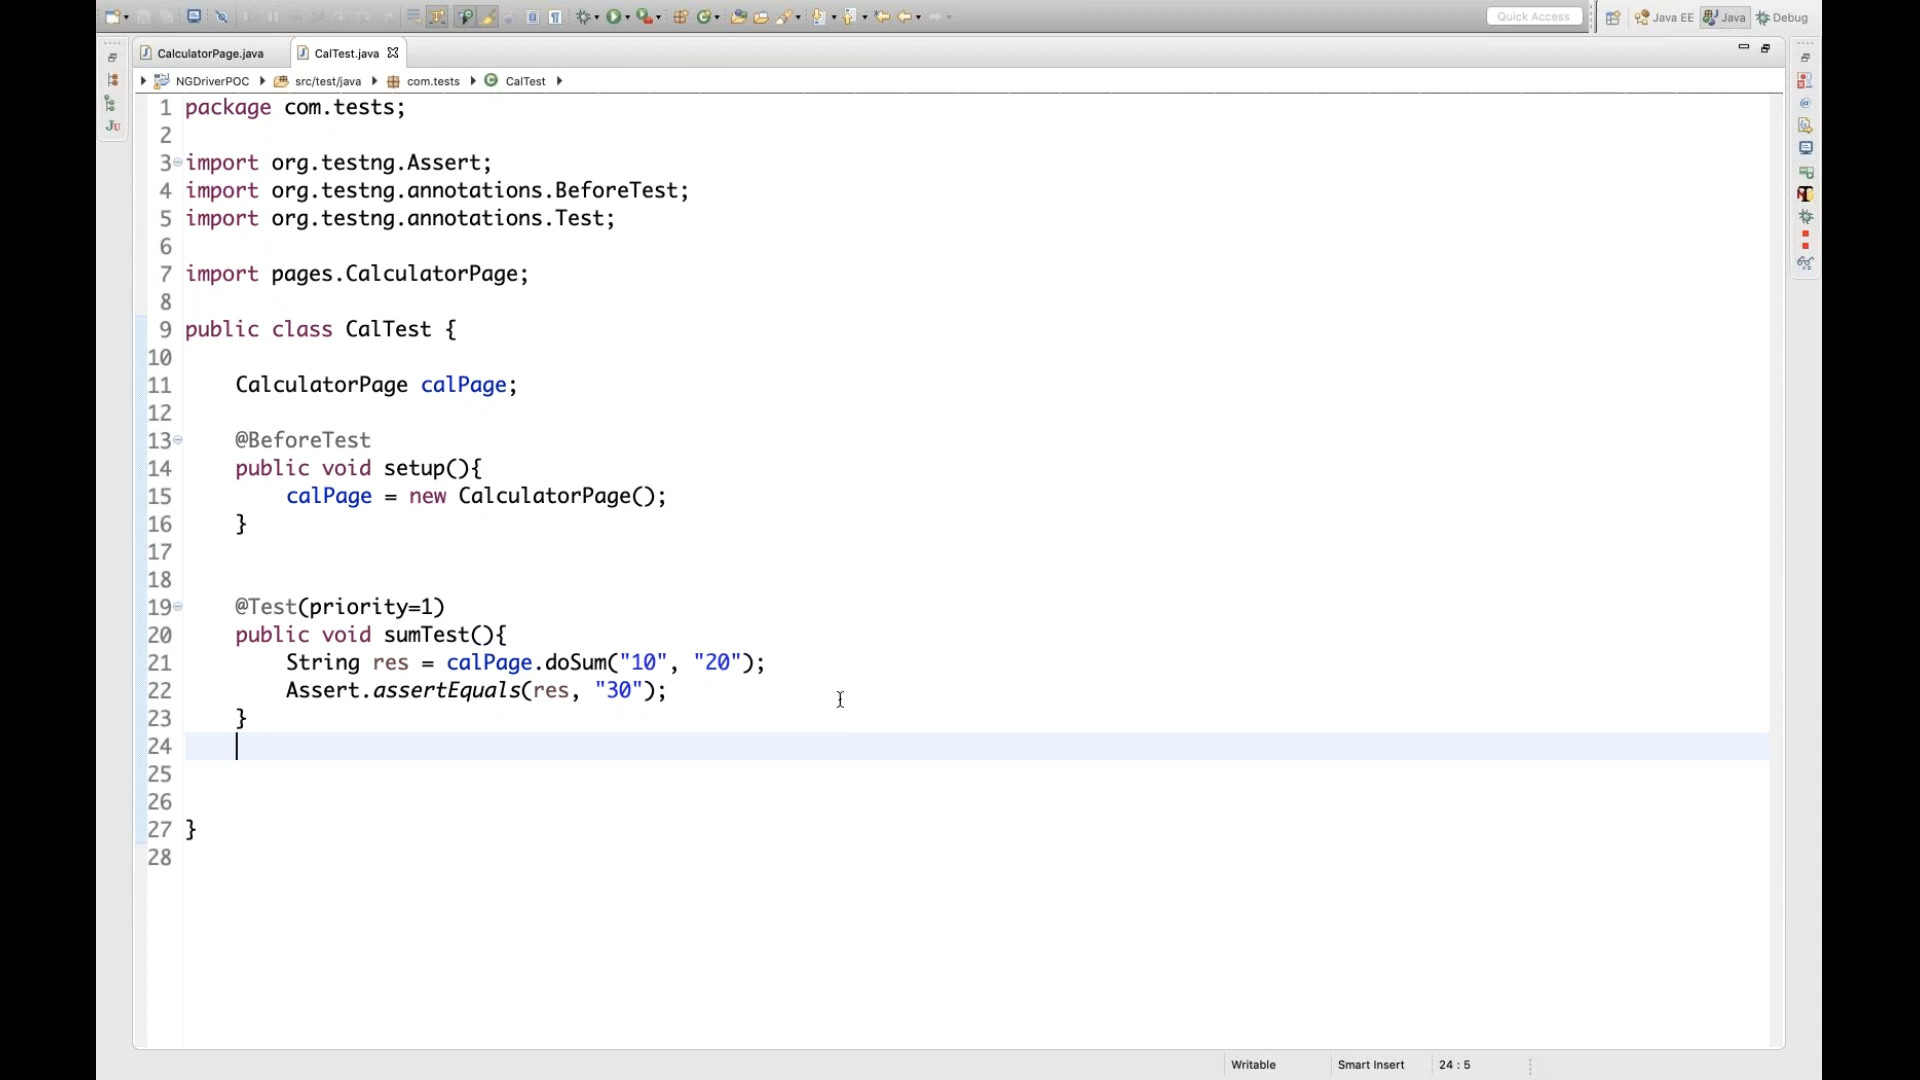 Quick Access
Java EE
Java
Debug
CalculatorPage.java
CalTest.java
NGDriverPOC
src/test/java
com.tests
CalTest
1 package com.tests;
2
3 import org.testng.Assert;
4 import org.testng.annotations.BeforeTest;
5 import org.testng.annotations.Test;
6
7 import pages.CalculatorPage;
8
9 public class CalTest {
10
11 CalculatorPage calPage;
12
13 @BeforeTest
14 public void setup(){
15 calPage = new CalculatorPage();
16 }
17
18
19 @Test(priority=1)
20 public void sumTest(){
21 String res = calPage.doSum("10", "20");
22 Assert.assertEquals(res, "30");
23 }
24
25
26
27 }
28
Ju
Writable
Smart Insert
24 : 5